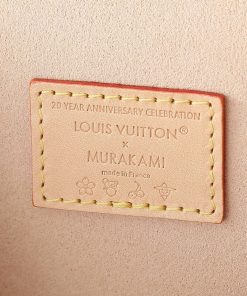 20 YEAR ANNIVERSARY CELEBRATION
LOUIS VUITTON®
×
MURAKAMI
made in France